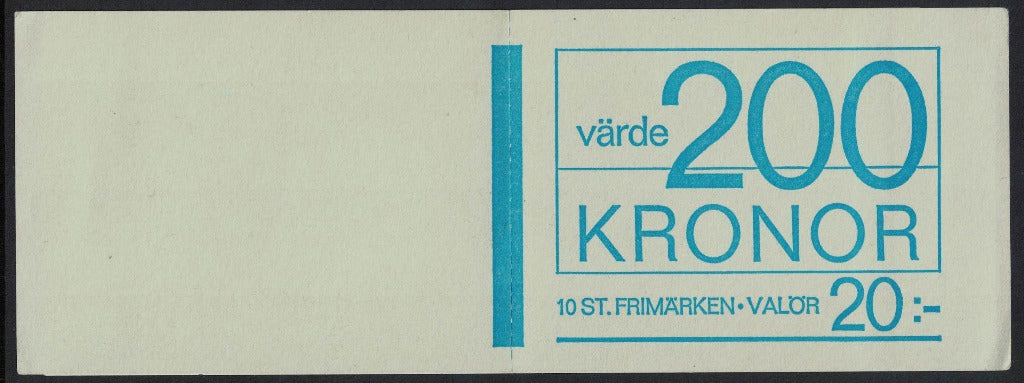 värde 200
KRONOR
10 ST. FRIMÄRKEN • VALÖR 20:-